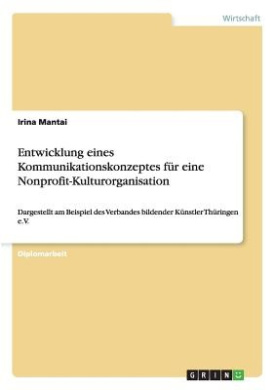 Wirtschaft
Irina Mantai
Entwicklung eines
Kommunikationskonzeptes für eine
Nonprofit-Kulturorganisation
Dargestellt am Beispiel des Verbandes bildender Künstler Thüringen
e.V.
Diplomarbeit
GRIN